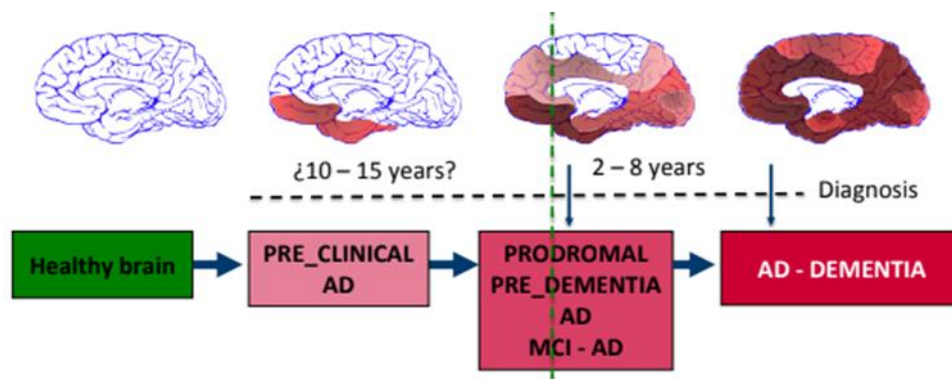 ¿10 – 15 years?
2 – 8 years
Diagnosis
Healthy brain
PRE_CLINICAL
AD
PRODROMAL
PRE_DEMENTIA
AD
MCI - AD
AD - DEMENTIA